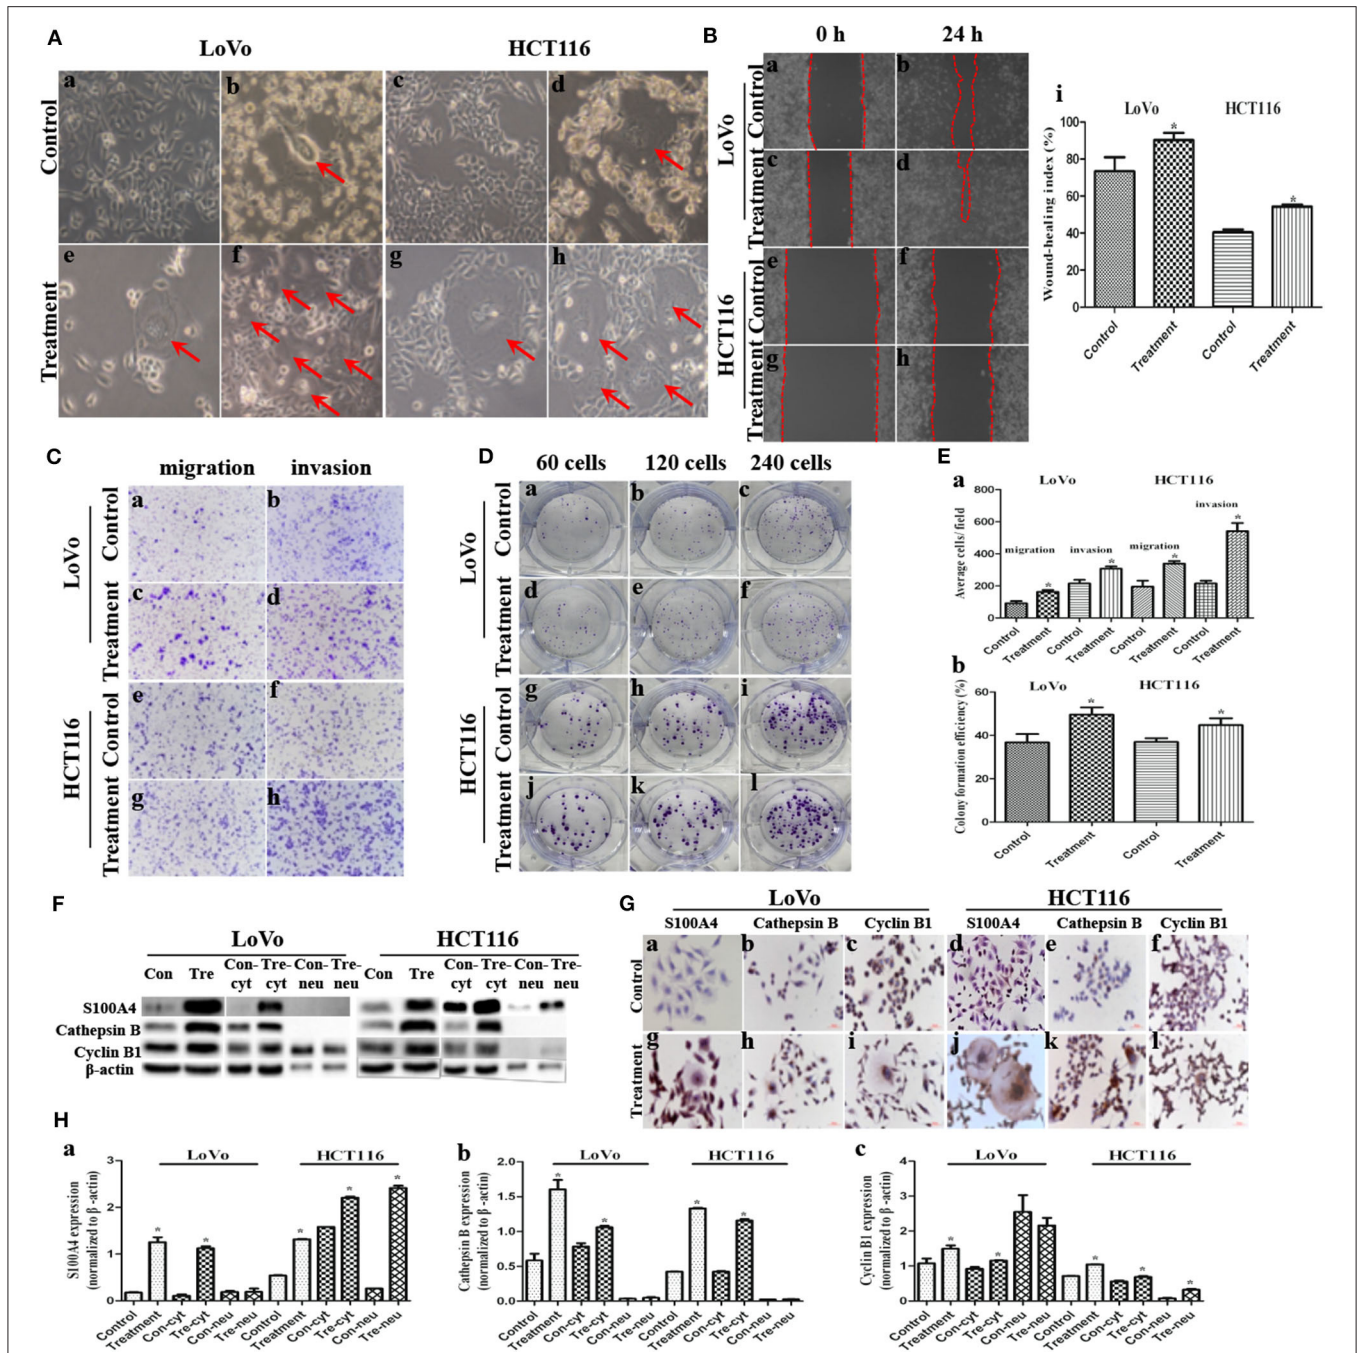 A
LoVo
HCT116
Control
Treatment
a
b
c
d
e
f
g
h
B
0 h
24 h
LoVo
Control
Treatment
HCT116
Control
Treatment
a
b
c
d
e
f
g
h
i
LoVo
HCT116
Wound-healing index (%)
100
80
60
40
20
0
*
*
Control
Treatment
Control
Treatment
C
migration
invasion
LoVo
Control
Treatment
HCT116
Control
Treatment
a
b
c
d
e
f
g
h
D
60 cells
120 cells
240 cells
LoVo
Control
Treatment
HCT116
Control
Treatment
a
b
c
d
e
f
g
h
i
j
k
l
E
a
LoVo
HCT116
Average cells/ field
800
600
400
200
0
migration
invasion
migration
invasion
*
*
*
*
Control
Treatment
Control
Treatment
Control
Treatment
Control
Treatment
b
LoVo
HCT116
Colony formation efficiency (%)
60
40
20
0
*
*
Control
Treatment
Control
Treatment
F
LoVo
HCT116
Con
Tre
Con-cyt
Tre-cyt
Con-neu
Tre-neu
Con
Tre
Con-cyt
Tre-cyt
Con-neu
Tre-neu
S100A4
Cathepsin B
Cyclin B1
β-actin
G
LoVo
HCT116
S100A4
Cathepsin B
Cyclin B1
S100A4
Cathepsin B
Cyclin B1
Control
Treatment
a
b
c
d
e
f
g
h
i
j
k
l
H
a
LoVo
HCT116
S100A4 expression
(normalized to β -actin)
3
2
1
0
*
*
*
*
*
Control
Treatment
Con-cyt
Tre-cyt
Con-neu
Tre-neu
Control
Treatment
Con-cyt
Tre-cyt
Con-neu
Tre-neu
b
LoVo
HCT116
Cathepsin B expression
(normalized to β -actin)
2.0
1.5
1.0
0.5
0.0
*
*
*
*
Control
Treatment
Con-cyt
Tre-cyt
Con-neu
Tre-neu
Control
Treatment
Con-cyt
Tre-cyt
Con-neu
Tre-neu
c
LoVo
HCT116
Cyclin B1 expression
(normalized to β -actin)
4
3
2
1
0
*
*
*
*
*
Control
Treatment
Con-cyt
Tre-cyt
Con-neu
Tre-neu
Control
Treatment
Con-cyt
Tre-cyt
Con-neu
Tre-neu